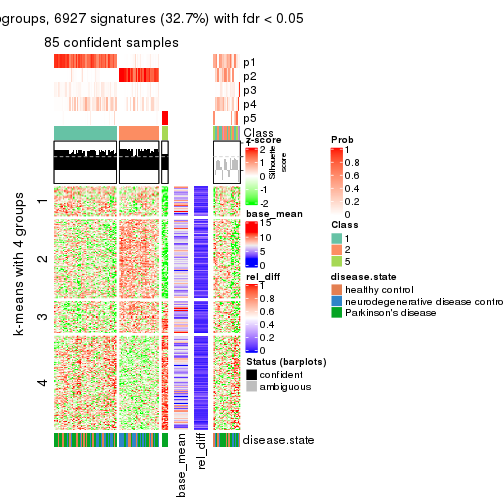 ogroups, 6927 signatures (32.7%) with fdr < 0.05
85 confident samples
p1
p2
p3
p4
p5
Class
Silhouette
score
1
2
3
4
k-means with 4 groups
base_mean
rel_diff
disease.state
z-score
2
1
0
-1
-2
base_mean
15
10
5
0
rel_diff
1
0.8
0.6
0.4
0.2
0
Status (barplots)
confident
ambiguous
Prob
1
0.8
0.6
0.4
0.2
0
Class
1
2
5
disease.state
healthy control
neurodegenerative disease contro
Parkinson's disease